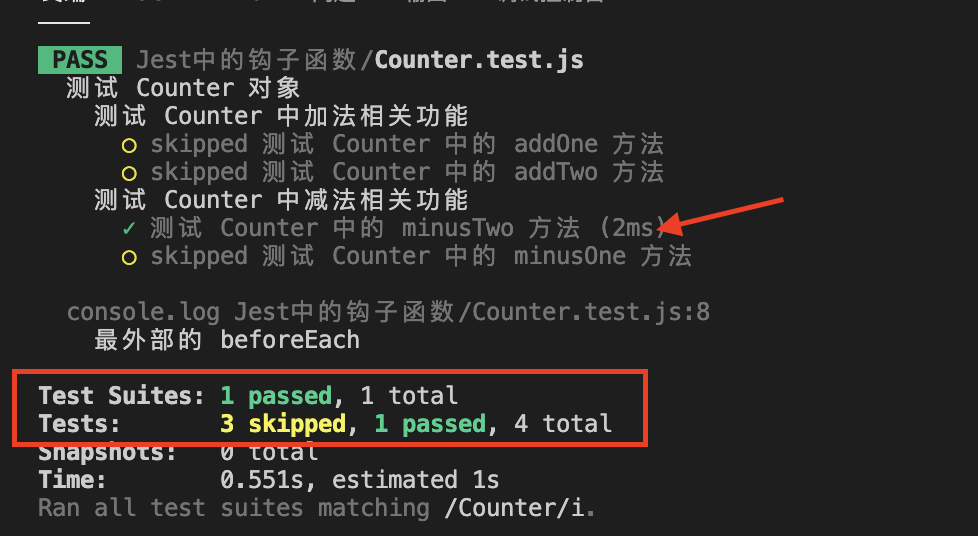 PASS Jest中的钩子函数/Counter.test.js
测试 Counter 对象
测试 Counter 中加法相关功能
○ skipped 测试 Counter 中的 addOne 方法
○ skipped 测试 Counter 中的 addTwo 方法
测试 Counter 中减法相关功能
✓ 测试 Counter 中的 minusTwo 方法 (2ms)
○ skipped 测试 Counter 中的 minusOne 方法
console.log Jest中的钩子函数/Counter.test.js:8
最外部的 beforeEach
Test Suites: 1 passed, 1 total
Tests: 3 skipped, 1 passed, 4 total
Snapshots: 0 total
Time: 0.551s, estimated 1s
Ran all test suites matching /Counter/i.